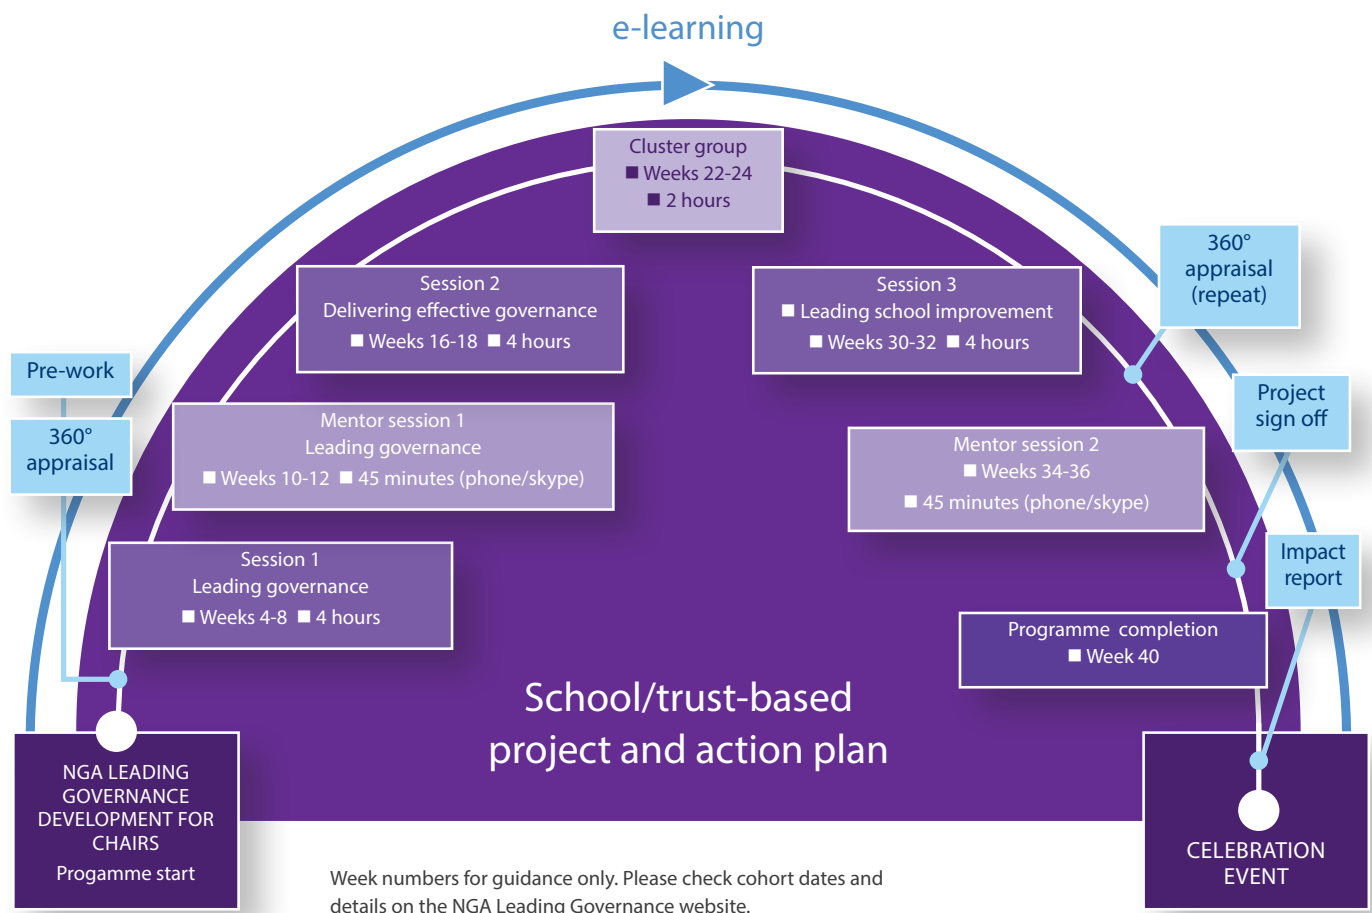 e-learning
Cluster group
■ Weeks 22-24
■ 2 hours
Session 2
Delivering effective governance
■ Weeks 16-18 ■ 4 hours
Session 3
■ Leading school improvement
■ Weeks 30-32 ■ 4 hours
360°
appraisal
(repeat)
Pre-work
360°
appraisal
Mentor session 1
Leading governance
■ Weeks 10-12 ■ 45 minutes (phone/skype)
Mentor session 2
■ Weeks 34-36
■ 45 minutes (phone/skype)
Project
sign off
Session 1
Leading governance
■ Weeks 4-8 ■ 4 hours
Impact
report
Programme completion
■ Week 40
School/trust-based
project and action plan
NGA LEADING
GOVERNANCE
DEVELOPMENT FOR
CHAIRS
Progamme start
CELEBRATION
EVENT
Week numbers for guidance only. Please check cohort dates and
details on the NGA Leading Governance website.